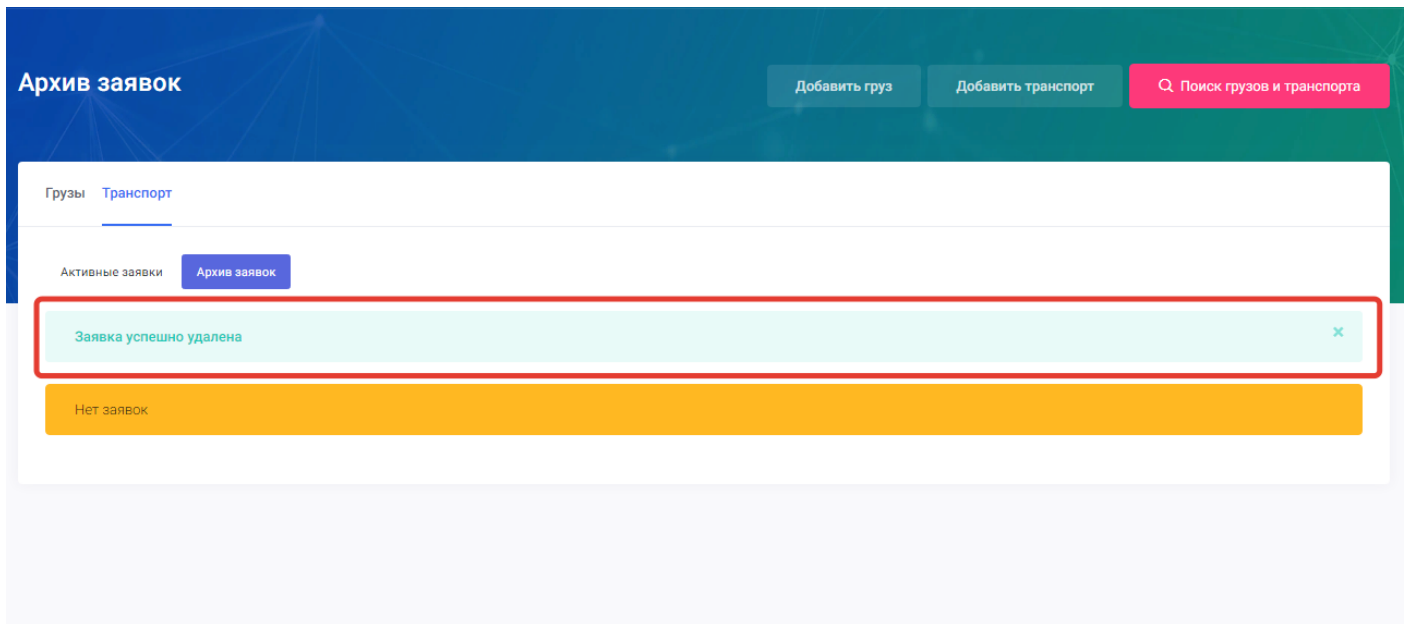 Архив заявок
Добавить груз
Добавить транспорт
Поиск грузов и транспорта
Грузы
Транспорт
Активные заявки
Архив заявок
Заявка успешно удалена
Нет заявок